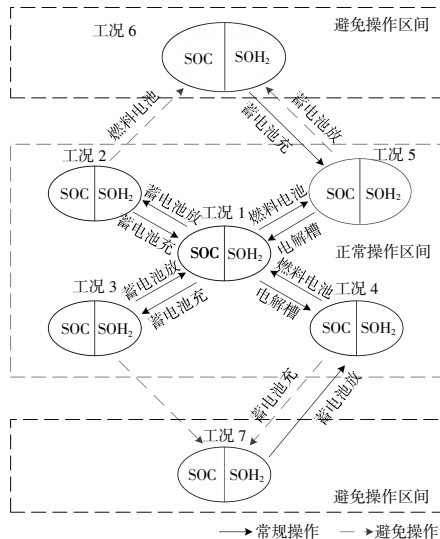 避免操作区间
工况 6
SOC SOH₂
燃料电池
蓄电池放
蓄电池充
工况 2
工况 5
SOC SOH₂
SOC SOH₂
蓄电池放
蓄电池充
工况 1
燃料电池
电解槽
SOC SOH₂
正常操作区间
工况 3
蓄电池放
蓄电池充
燃料电池
电解槽
工况 4
SOC SOH₂
SOC SOH₂
蓄电池充
蓄电池放
工况 7
SOC SOH₂
避免操作区间
常规操作 避免操作